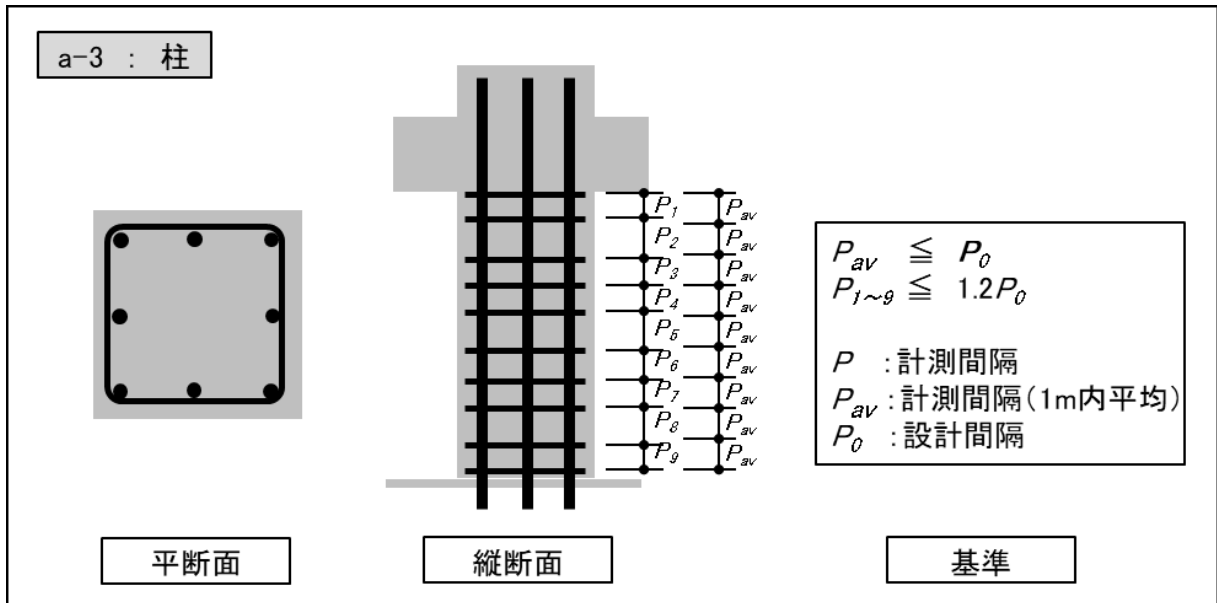 a-3 : 柱
P1
P2
P3
P4
P5
P6
P7
P8
P9
Pav
Pav
Pav
Pav
Pav
Pav
Pav
Pav
Pav
Pav ≦ P0
P1~9 ≦ 1.2P0
P :計測間隔
Pav :計測間隔(1m内平均)
P0 :設計間隔
平断面
縦断面
基準